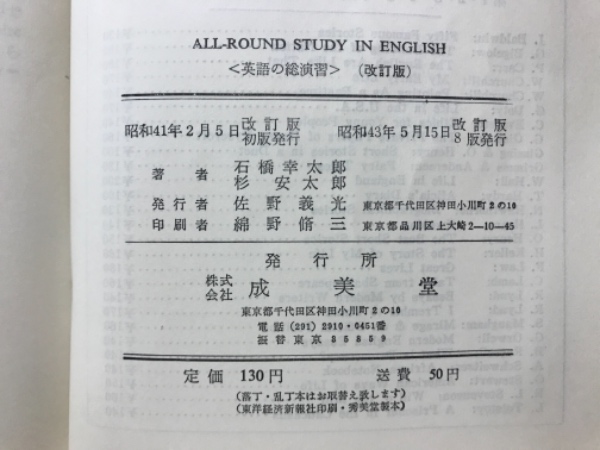 ALL-ROUND STUDY IN ENGLISH
＜英語の総演習＞ （改訂版）
昭和41年2月5日 改訂版初版発行 昭和43年5月15日 改訂版8版発行
著者 石橋幸太郎
杉安太郎
発行者 佐野義光 東京都千代田区神田小川町2の10
印刷者 綿野脩三 東京都品川区上大崎2—10—45
発行所
株式会社 成美堂
東京都千代田区神田小川町2の10
電話（291）2910・0451番
振替東京 35859
定価 130円 送費 50円
（落丁・乱丁本はお取替え致します）
（東洋経済新報社印刷・秀美堂製本）